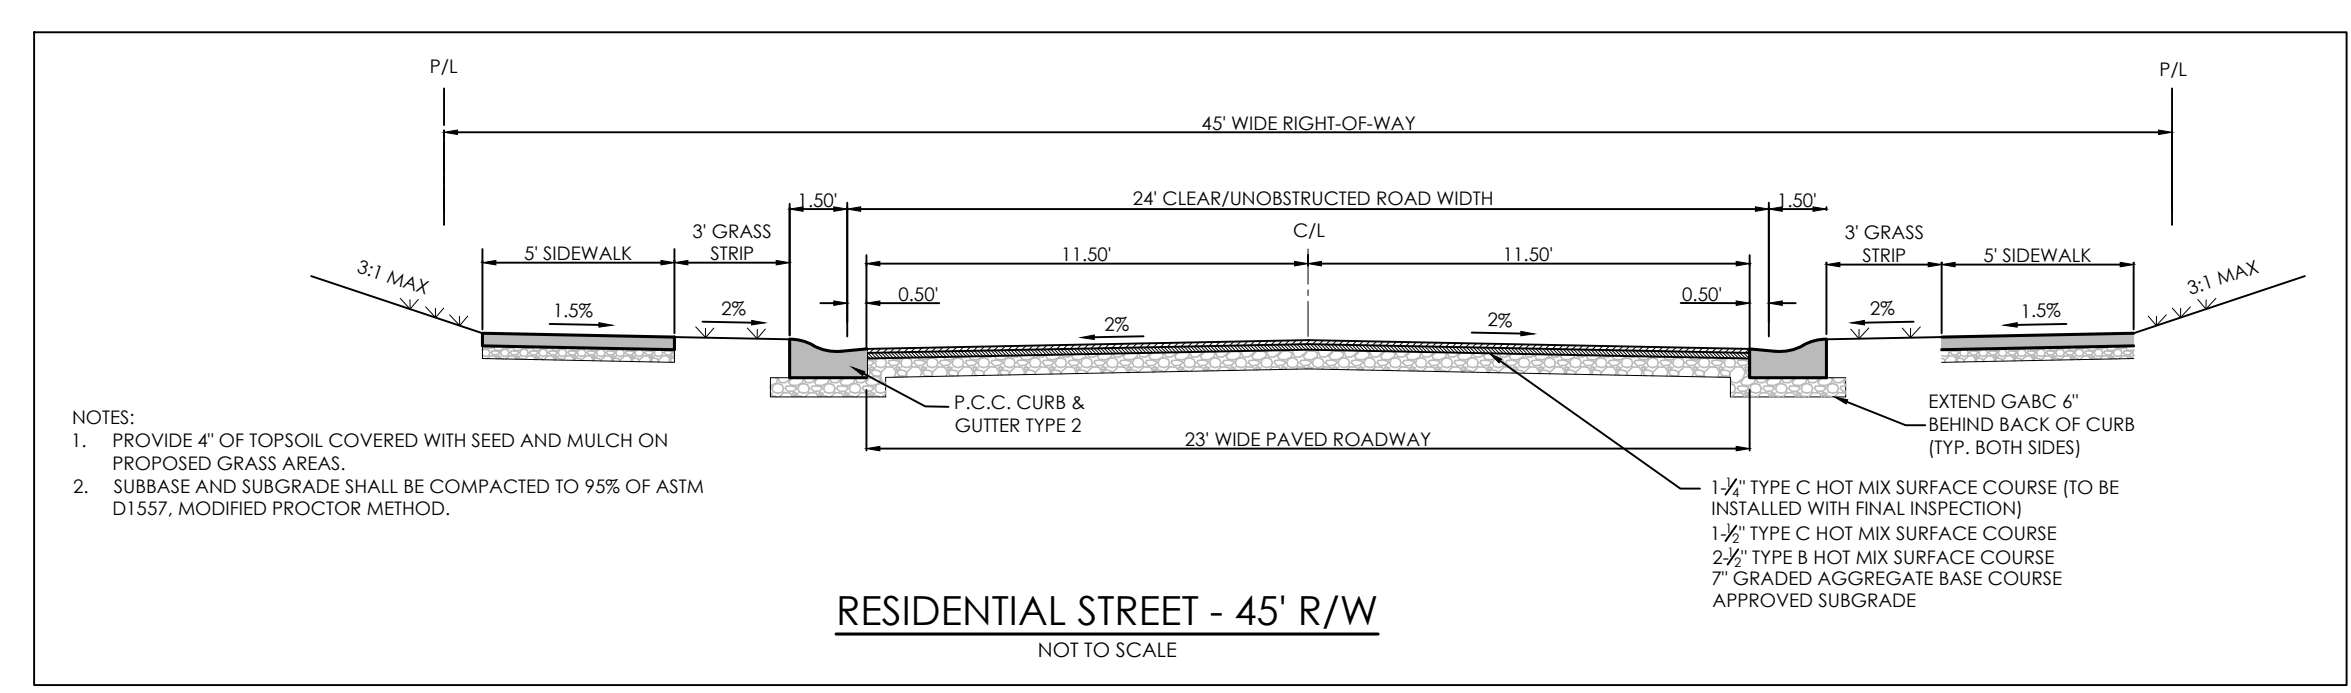 P/L
P/L
45' WIDE RIGHT-OF-WAY
1.50'
24' CLEAR/UNOBSTRUCTED ROAD WIDTH
1.50'
3' GRASS
STRIP
C/L
3' GRASS
STRIP
5' SIDEWALK
11.50'
11.50'
5' SIDEWALK
3:1 MAX
0.50'
0.50'
3:1 MAX
1.5%
2%
2%
2%
2%
1.5%
P.C.C. CURB &
GUTTER TYPE 2
EXTEND GABC 6"
BEHIND BACK OF CURB
(TYP. BOTH SIDES)
23' WIDE PAVED ROADWAY
NOTES:
1. PROVIDE 4" OF TOPSOIL COVERED WITH SEED AND MULCH ON
PROPOSED GRASS AREAS.
2. SUBBASE AND SUBGRADE SHALL BE COMPACTED TO 95% OF ASTM
D1557, MODIFIED PROCTOR METHOD.
1-1/4" TYPE C HOT MIX SURFACE COURSE (TO BE
INSTALLED WITH FINAL INSPECTION)
1-1/2" TYPE C HOT MIX SURFACE COURSE
2-1/2" TYPE B HOT MIX SURFACE COURSE
7" GRADED AGGREGATE BASE COURSE
APPROVED SUBGRADE
RESIDENTIAL STREET - 45' R/W
NOT TO SCALE